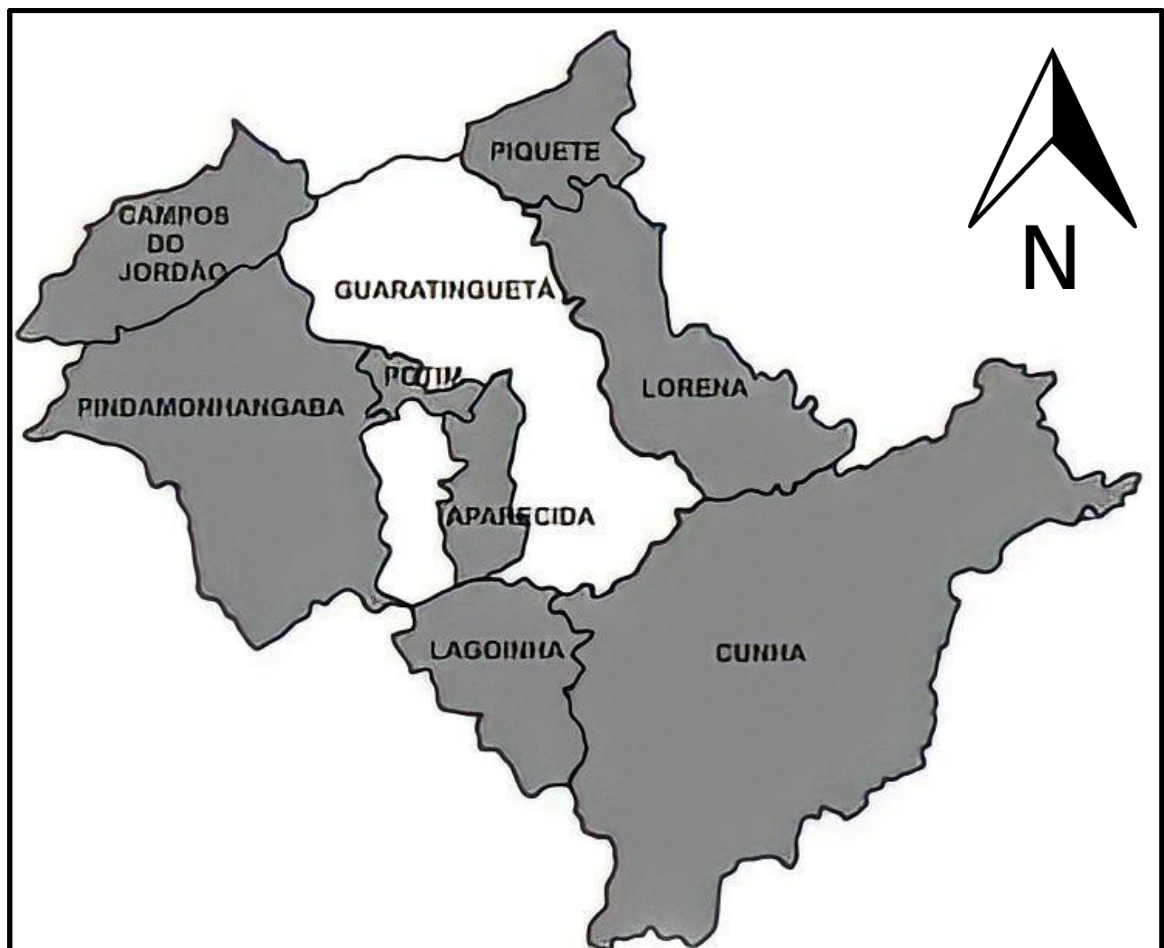 PIQUETE
CAMPOS
DO
JORDÃO
N
GUARATINGUETÁ
POTIM
LORENA
PINDAMONHANGABA
APARECIDA
LAGOINHA
CUNHA